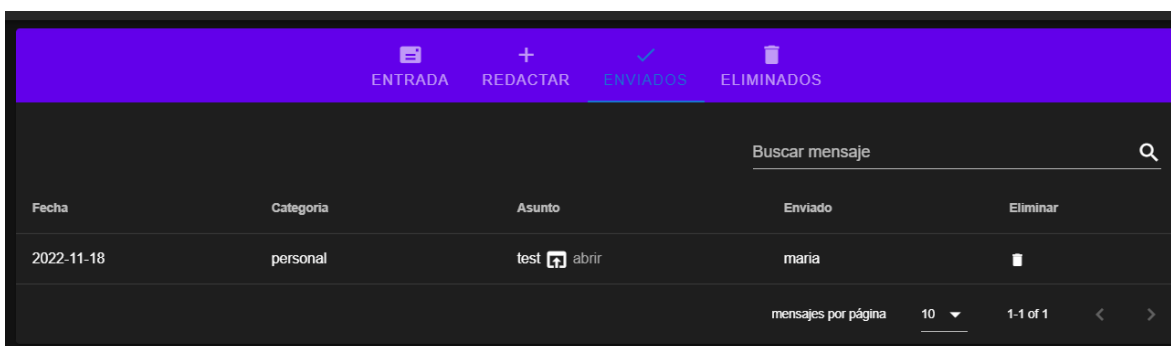 ENTRADA REDACTAR ENVIADOS ELIMINADOS
Buscar mensaje
Fecha Categoria Asunto Enviado Eliminar
2022-11-18 personal test abrir maria
mensajes por página 10 1-1 of 1